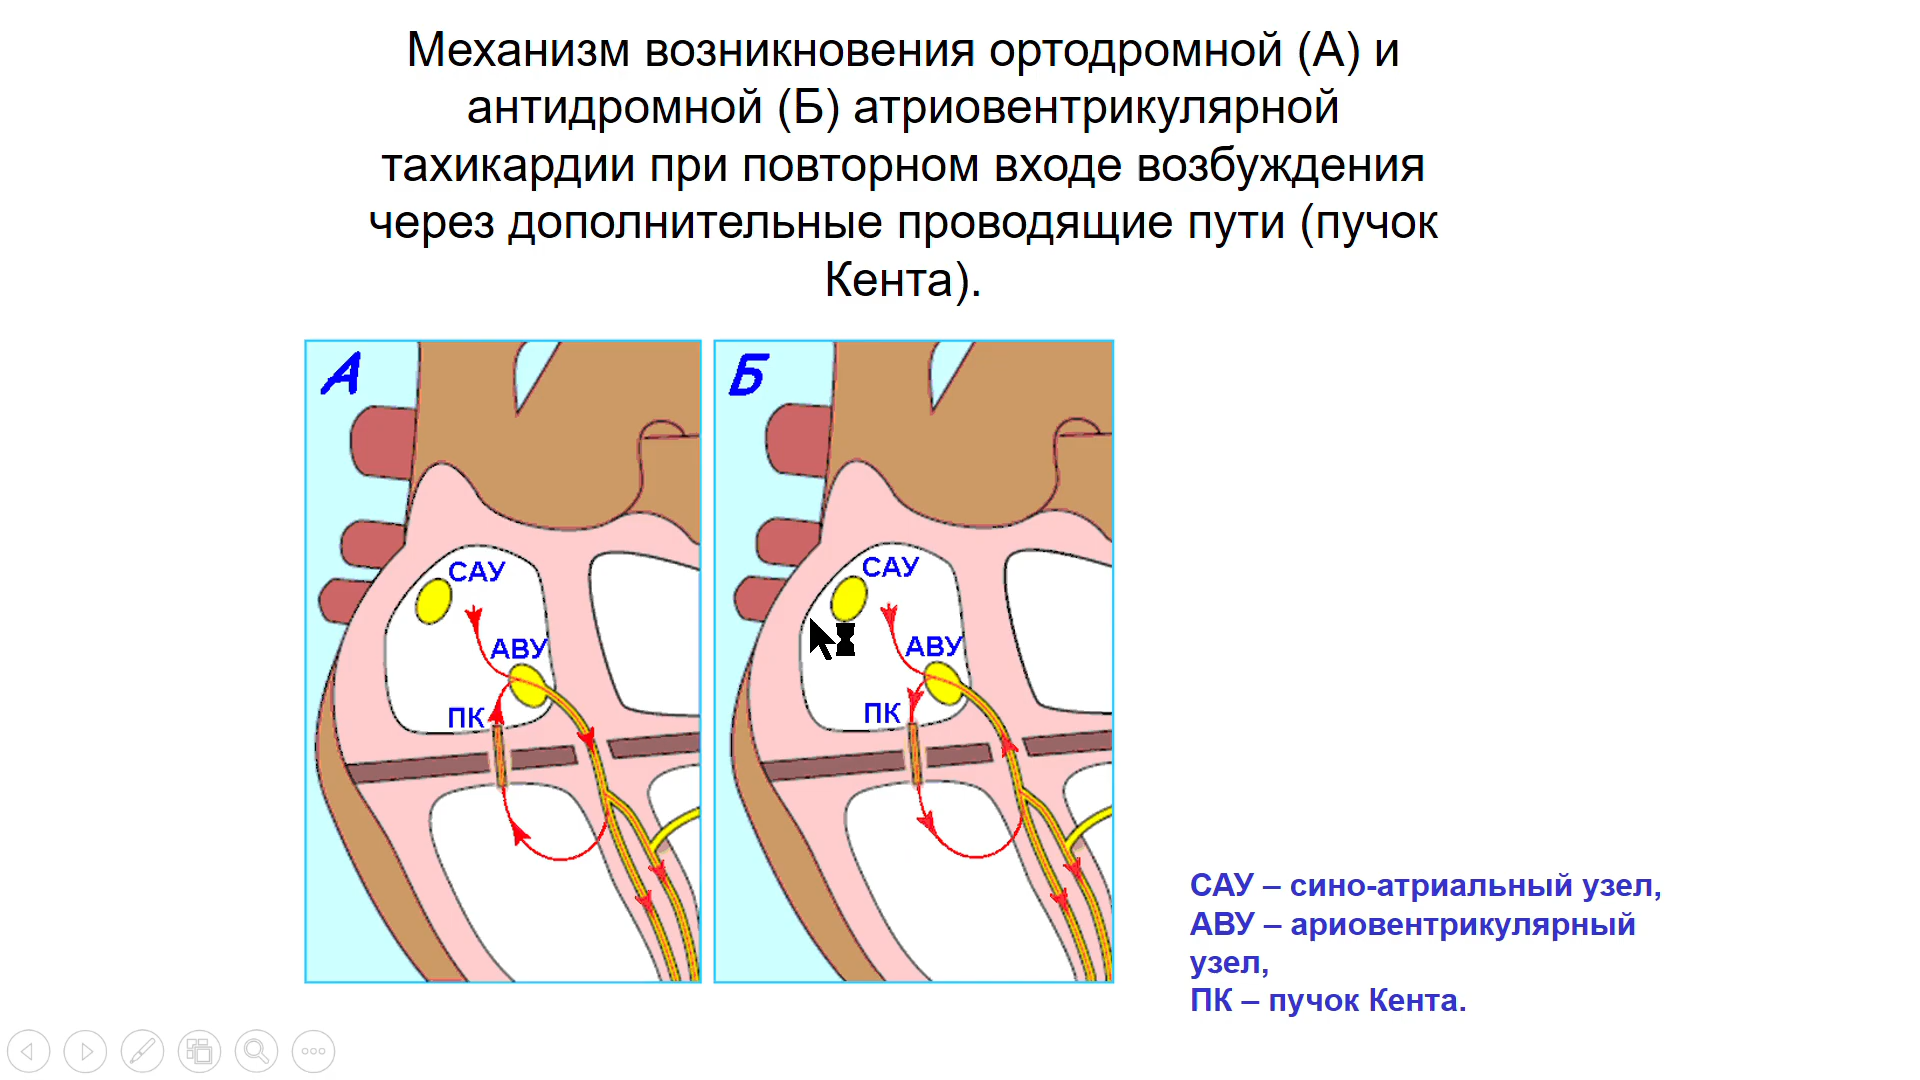 Механизм возникновения ортодромной (А) и
антидромной (Б) атриовентрикулярной
тахикардии при повторном входе возбуждения
через дополнительные проводящие пути (пучок
Кента).
А
САУ
АВУ
ПК
Б
САУ
АВУ
ПК
САУ – сино-атриальный узел,
АВУ – ариовентрикулярный
узел,
ПК – пучок Кента.